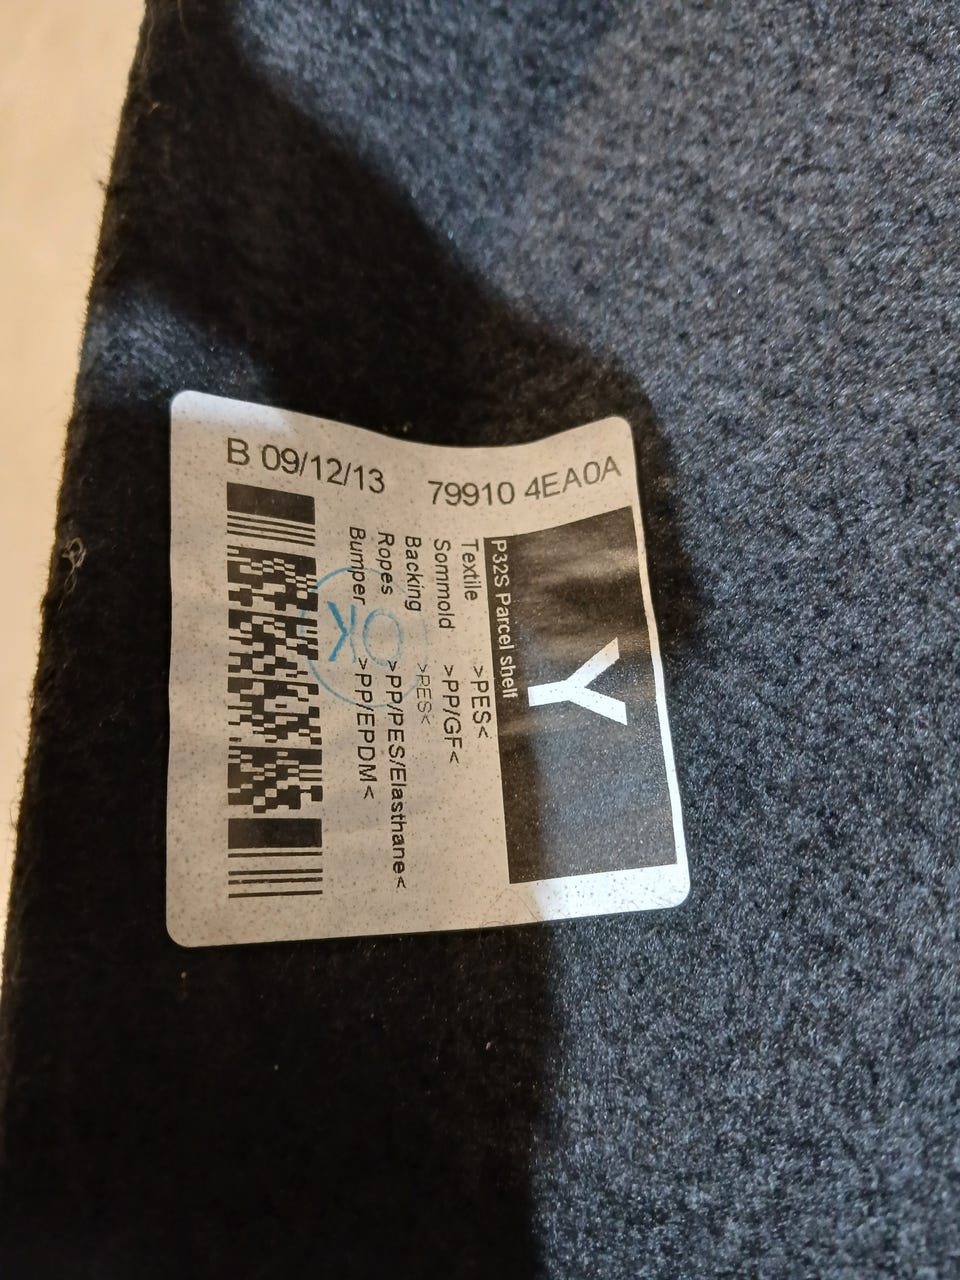 B 09/12/13 79910 4EA0A
Y
P32S Parcel shelf
Textile >PES<
Sommold >PP/GF<
Backing >PES<
Ropes >PP/PES/Elasthane<
Bumper >PP/EPDM<
OK